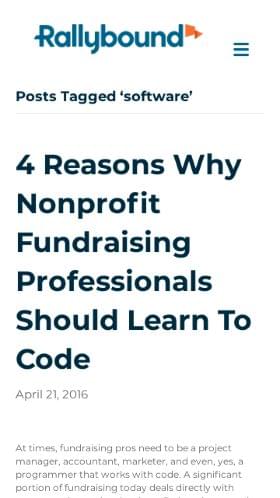 Rallybound
Posts Tagged ‘software’
4 Reasons Why
Nonprofit
Fundraising
Professionals
Should Learn To
Code
April 21, 2016
At times, fundraising pros need to be a project
manager, accountant, marketer, and even, yes, a
programmer that works with code. A significant
portion of fundraising today deals directly with